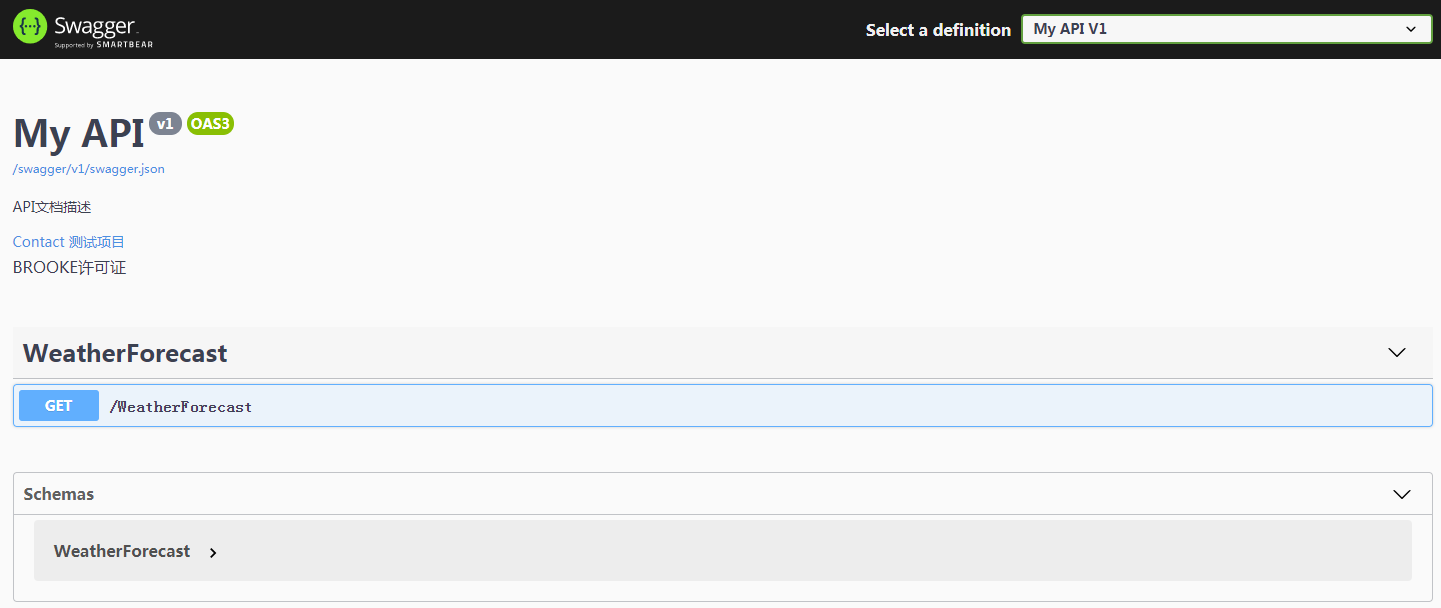 {···} Swagger
Supported by SMARTBEAR
Select a definition My API V1
My API v1 OAS3
/swagger/v1/swagger.json
API文档描述
Contact 测试项目
BROOKE许可证
WeatherForecast
GET /WeatherForecast
Schemas
WeatherForecast